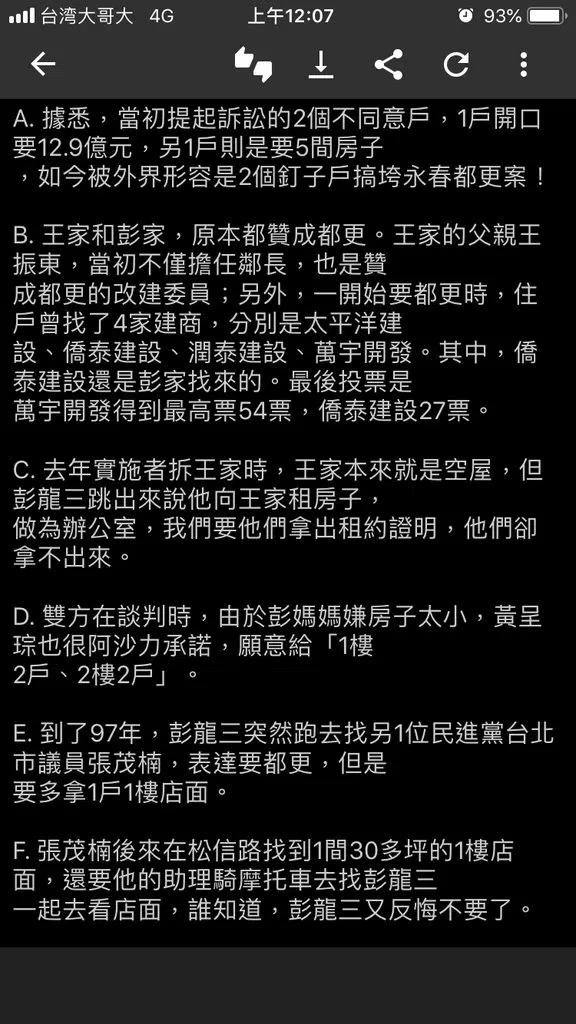 台湾大哥大 4G 上午12:07 93%
A. 據悉，當初提起訴訟的2個不同意戶，1戶開口
要12.9億元，另1戶則是要5間房子
，如今被外界形容是2個釘子戶搞垮永春都更案！
B. 王家和彭家，原本都贊成都更。王家的父親王
振東，當初不僅擔任鄰長，也是贊
成都更的改建委員；另外，一開始要都更時，住
戶曾找了4家建商，分別是太平洋建
設、僑泰建設、潤泰建設、萬宇開發。其中，僑
泰建設還是彭家找來的。最後投票是
萬宇開發得到最高票54票，僑泰建設27票。
C. 去年實施者拆王家時，王家本來就是空屋，但
彭龍三跳出來說他向王家租房子，
做為辦公室，我們要他們拿出租約證明，他們卻
拿不出來。
D. 雙方在談判時，由於彭媽媽嫌房子太小，黃呈
琮也很阿沙力承諾，願意給「1樓
2戶、2樓2戶」。
E. 到了97年，彭龍三突然跑去找另1位民進黨台北
市議員張茂楠，表達要都更，但是
要多拿1戶1樓店面。
F. 張茂楠後來在松信路找到1間30多坪的1樓店
面，還要他的助理騎摩托車去找彭龍三
一起去看店面，誰知道，彭龍三又反悔不要了。